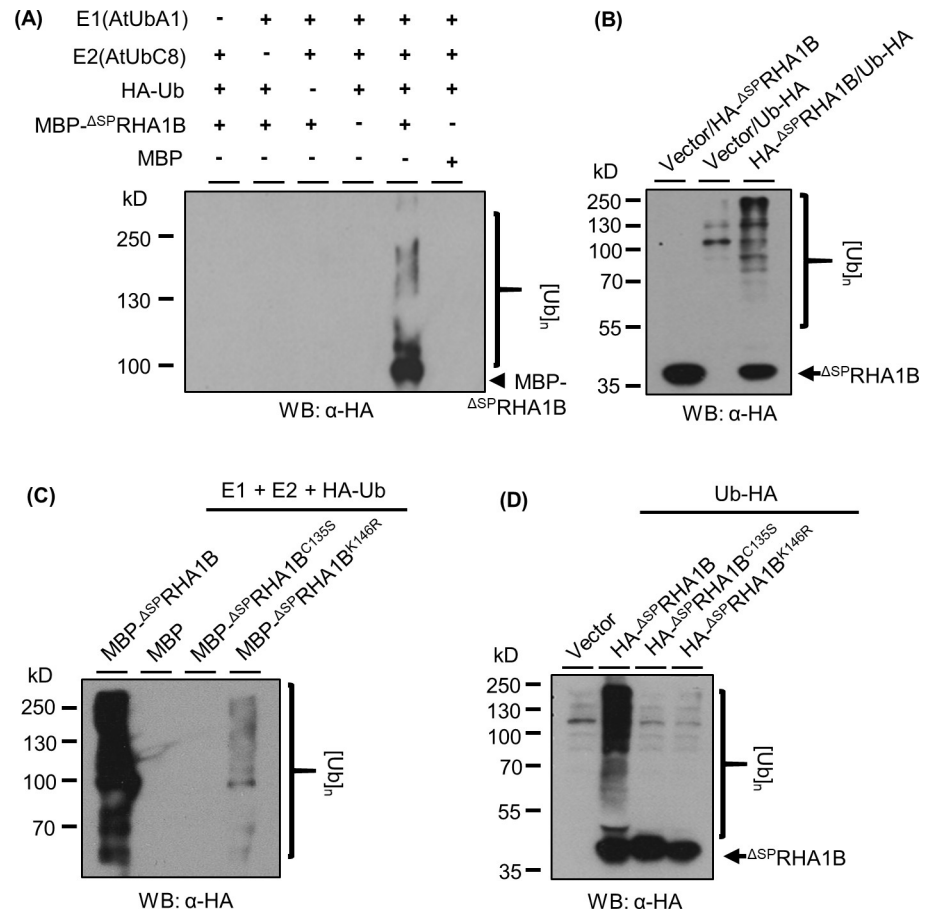 (A)
E1(AtUbA1) - + + + + +
E2(AtUbC8) + - + + + +
HA-Ub + + - + + +
MBP-ΔSPRHA1B + + + - + -
MBP - - - - - +
kD
250
130
100
[Ub]n
MBP-
ΔSPRHA1B
WB: α-HA
(B)
Vector/HA-ΔSPRHA1B
Vector/Ub-HA
HA-ΔSPRHA1B/Ub-HA
kD
250
130
100
70
55
35
[Ub]n
ΔSPRHA1B
WB: α-HA
(C)
E1 + E2 + HA-Ub
MBP-ΔSPRHA1B
MBP
MBP-ΔSPRHA1BC135S
MBP-ΔSPRHA1BK146R
kD
250
130
100
70
[Ub]n
WB: α-HA
(D)
Ub-HA
Vector
HA-ΔSPRHA1B
HA-ΔSPRHA1BC135S
HA-ΔSPRHA1BK146R
kD
250
130
100
70
55
35
[Ub]n
ΔSPRHA1B
WB: α-HA